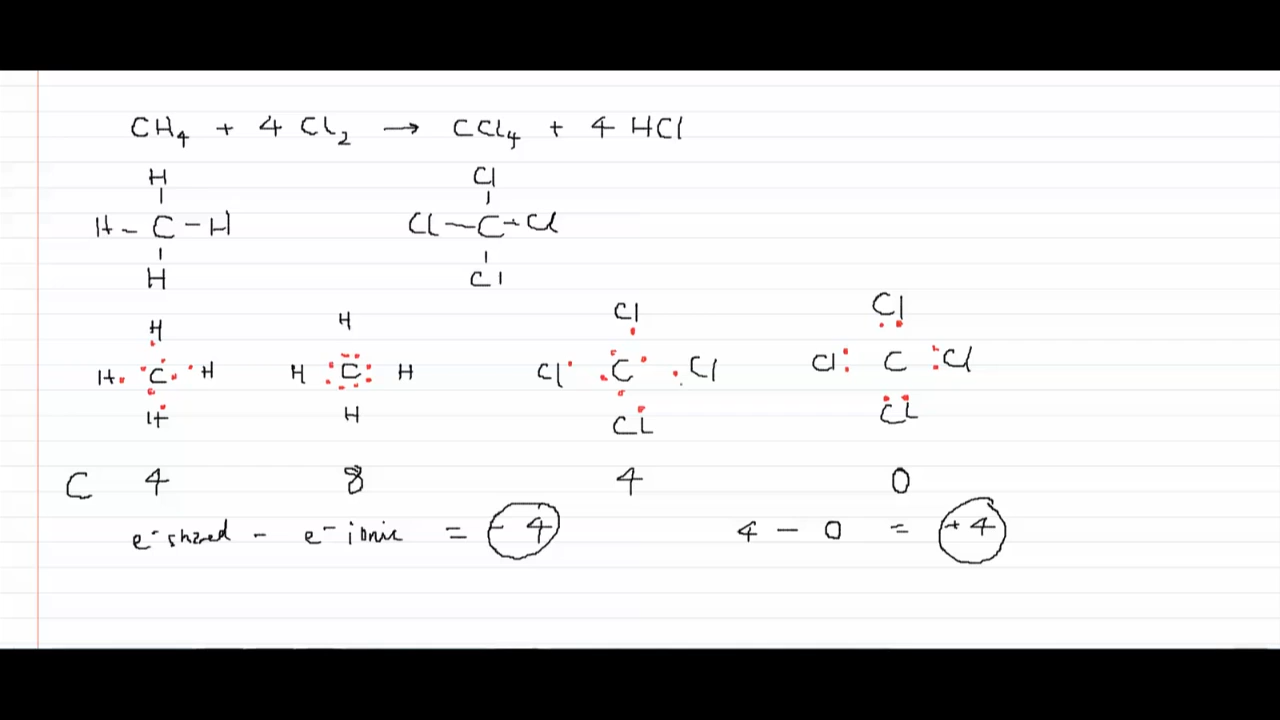 CH₄ + 4 Cl₂ → CCl₄ + 4 HCl
H Cl
H – C – H Cl – C – Cl
H Cl
H H Cl Cl
H C H H C H Cl C Cl Cl C Cl
H H Cl Cl
C 4 8 4 0
e⁻ shared – e⁻ ionic = – 4 4 – 0 = + 4